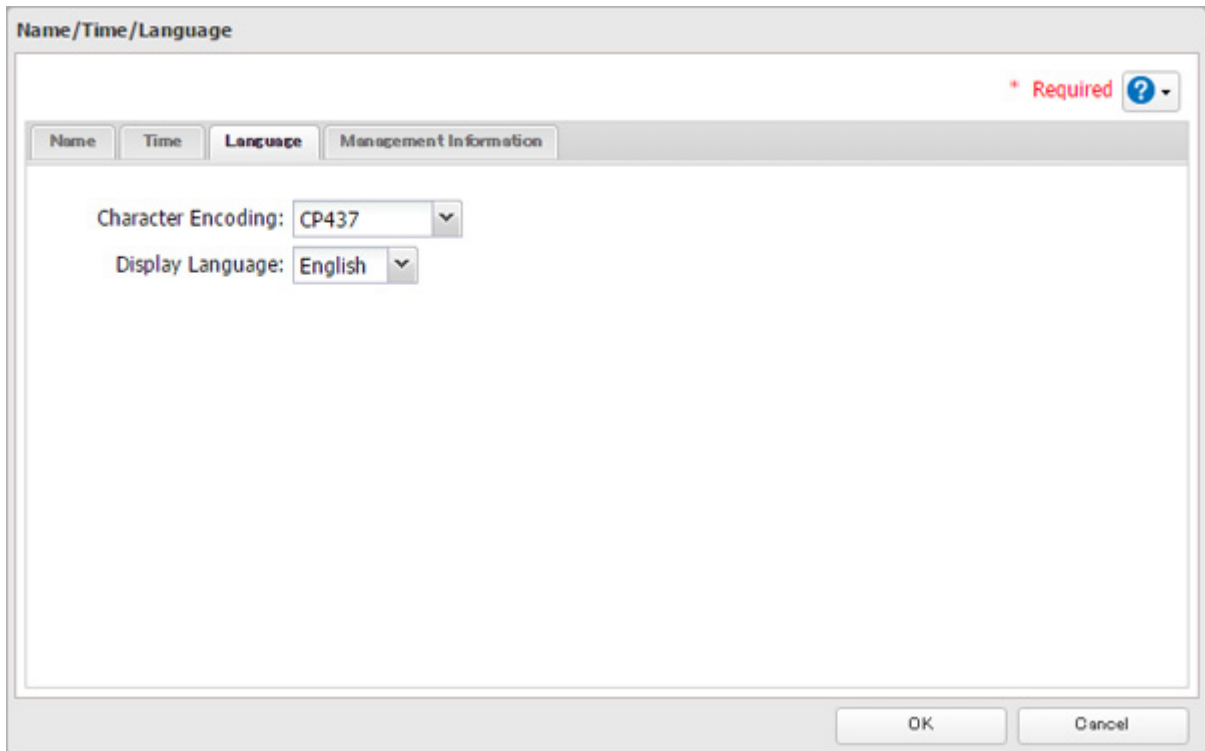 Name/Time/Language
* Required
Name Time Language Management Information
Character Encoding: CP437
Display Language: English
OK Cancel